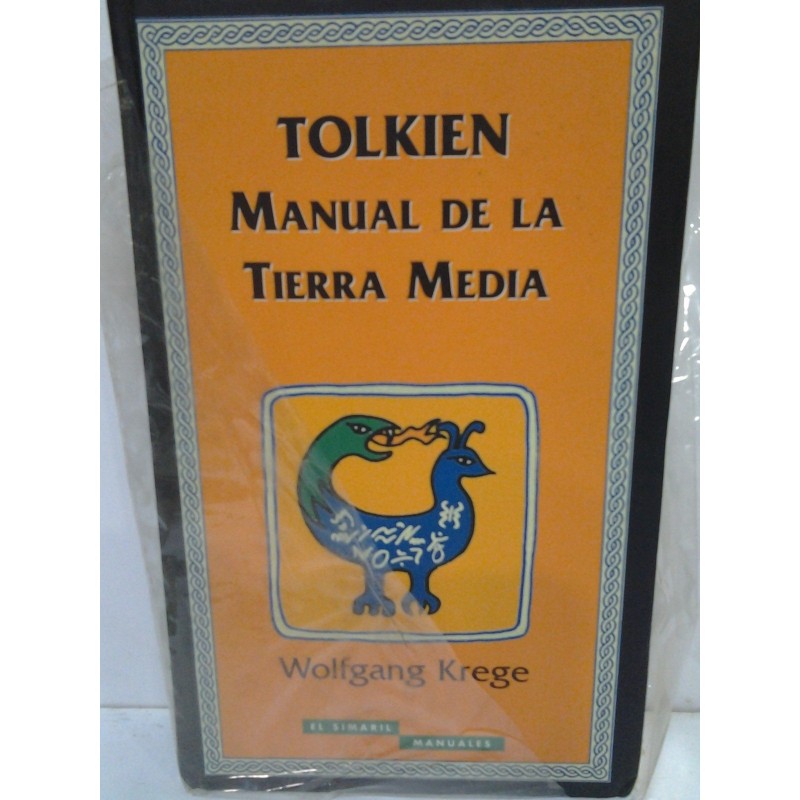 TOLKIEN
MANUAL DE LA
TIERRA MEDIA
Wolfgang Krege
EL SIMARIL
MANUALES